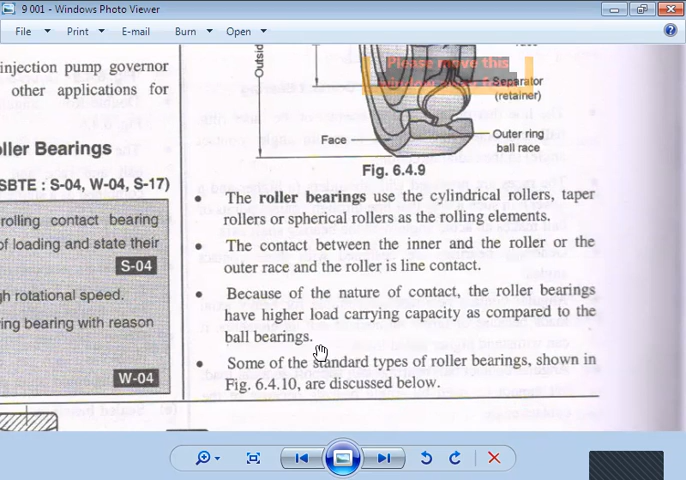 9 001 - Windows Photo Viewer
File Print E-mail Burn Open
injection pump governor
other applications for
ller Bearings
SBTE : S-04, W-04, S-17)
rolling contact bearing
of loading and state their
S-04
gh rotational speed.
ing bearing with reason
W-04
Outsid
Please move this
Separator
(retainer)
Face
Outer ring
ball race
Fig. 6.4.9
• The roller bearings use the cylindrical rollers, taper
rollers or spherical rollers as the rolling elements.
• The contact between the inner and the roller or the
outer race and the roller is line contact.
• Because of the nature of contact, the roller bearings
have higher load carrying capacity as compared to the
ball bearings.
• Some of the standard types of roller bearings, shown in
Fig. 6.4.10, are discussed below.